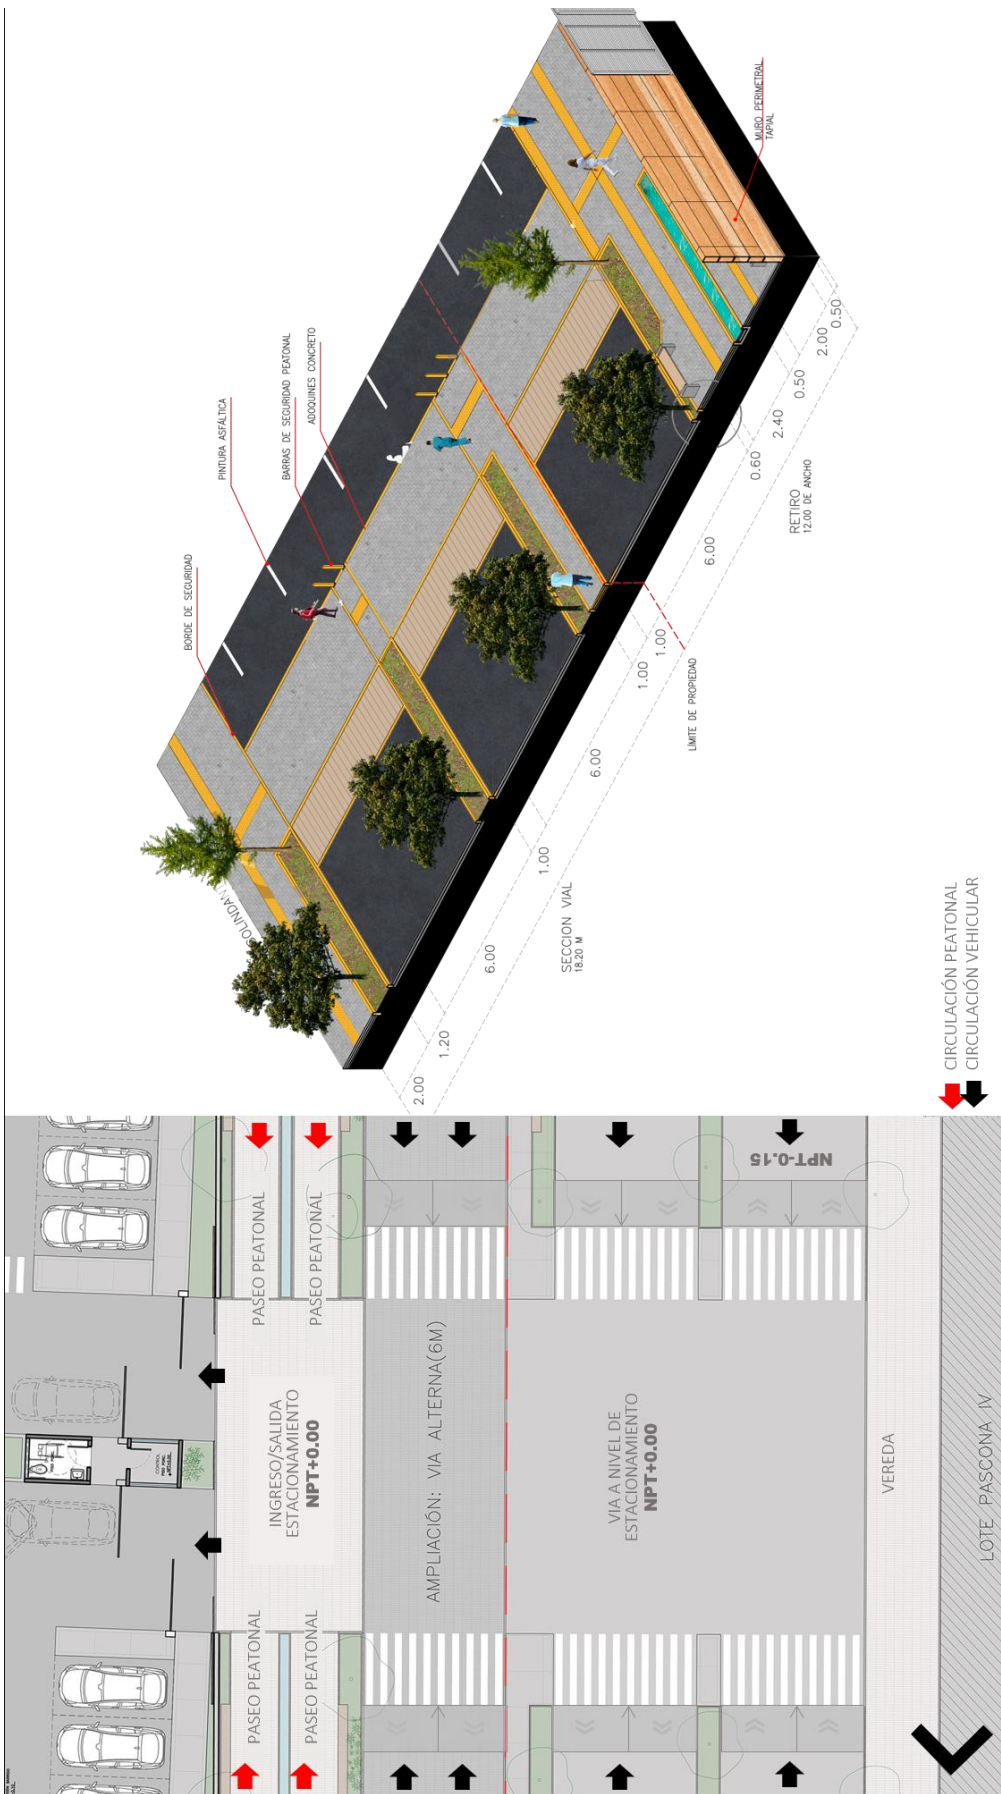 MURO PERIMETRAL
TAPIAL
PINTURA ASFÁLTICA
BARRAS DE SEGURIDAD PEATONAL
ADOQUINES CONCRETO
BORDE DE SEGURIDAD
2.00
1.20
6.00
1.00
6.00
1.00
1.00
6.00
0.60
2.40
0.50
2.00
0.50
SECCION VIAL
18.20 M
RETIRO
12.00 DE ANCHO
LÍMITE DE PROPIEDAD
CIRCULACIÓN PEATONAL
CIRCULACIÓN VEHICULAR
PASEO PEATONAL
PASEO PEATONAL
PASEO PEATONAL
PASEO PEATONAL
INGRESO/SALIDA
ESTACIONAMIENTO
NPT+0.00
AMPLIACIÓN: VIA ALTERNA(6M)
VIA A NIVEL DE
ESTACIONAMIENTO
NPT+0.00
NPT-0.15
VEREDA
LOTE PASCONA IV